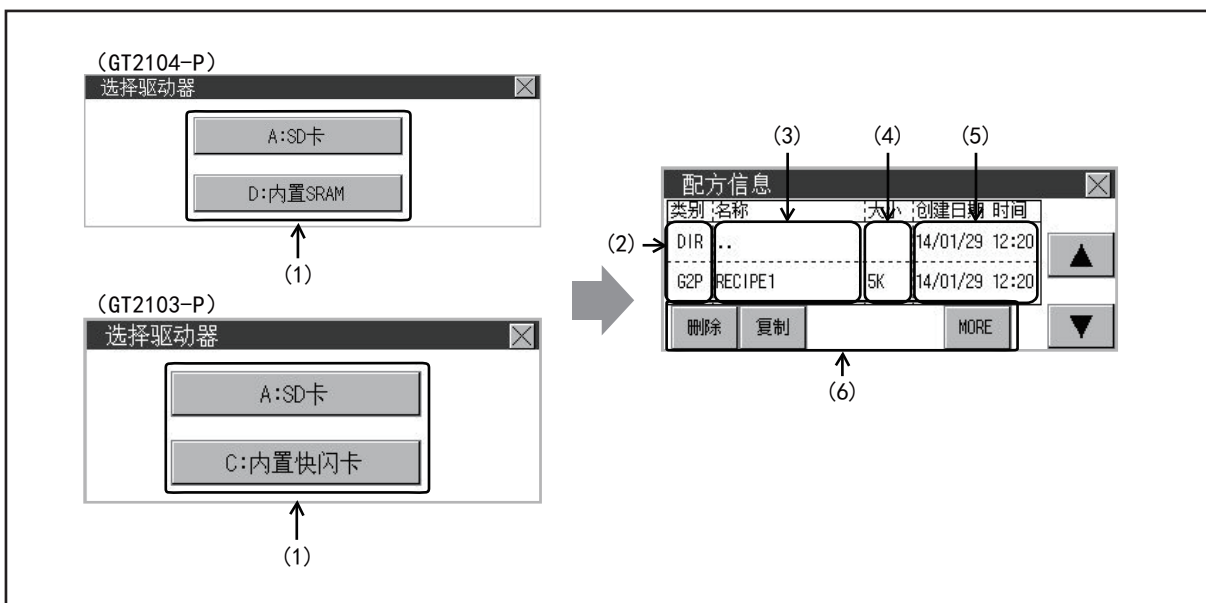 (GT2104-P)
选择驱动器
A:SD卡
D:内置SRAM
(1)
(GT2103-P)
选择驱动器
A:SD卡
C:内置快闪卡
(1)
(3) (4) (5)
配方信息
类别 名称 大小 创建日期 时间
(2) DIR .. 14/01/29 12:20
G2P RECIPE1 5K 14/01/29 12:20
删除 复制 MORE
(6)